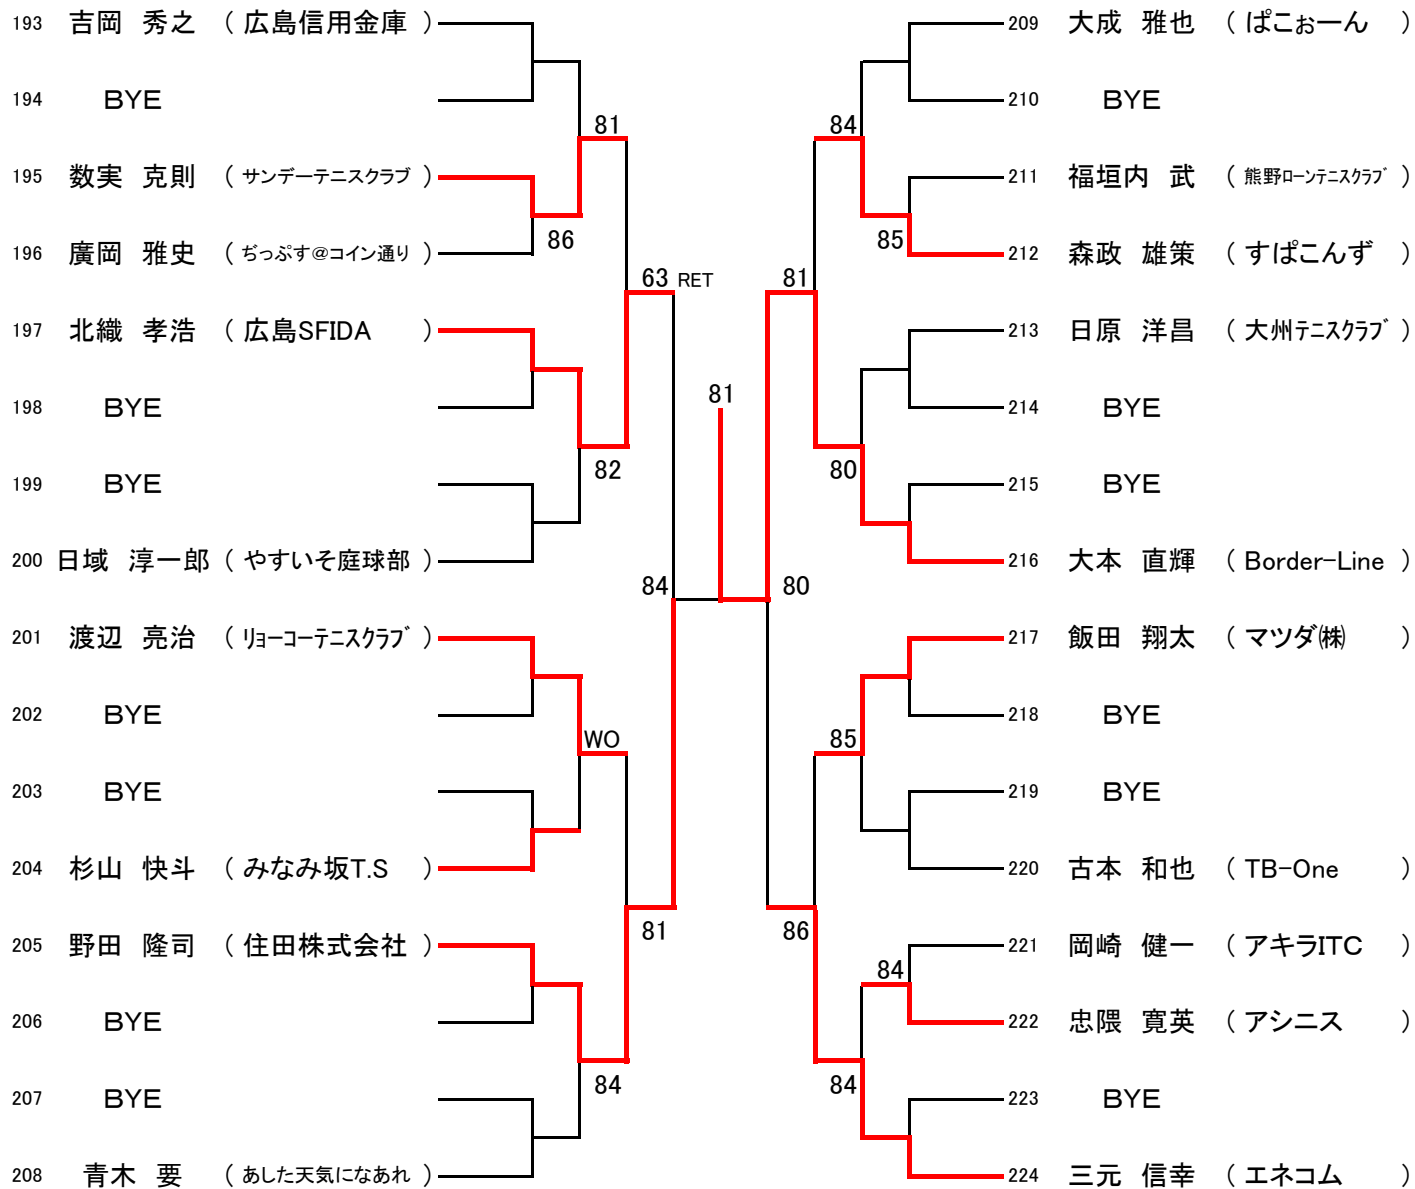 193 吉岡 秀之 （ 広島信用金庫 ）
194 BYE
81
195 数実 克則 （ サンデーテニスクラブ ）
86
196 廣岡 雅史 （ ぢっぷす＠コイン通り ）
63 RET
197 北織 孝浩 （ 広島SFIDA ）
198 BYE
82
199 BYE
200 日域 淳一郎 （ やすいそ庭球部 ）
84
201 渡辺 亮治 （ リョーコーテニスクラブ ）
202 BYE
WO
203 BYE
204 杉山 快斗 （ みなみ坂T.S ）
81
205 野田 隆司 （ 住田株式会社 ）
206 BYE
84
207 BYE
208 青木 要 （ あした天気になあれ ）
81
209 大成 雅也 （ ぱこぉーん ）
210 BYE
84
211 福垣内 武 （ 熊野ローンテニスクラブ ）
85
212 森政 雄策 （ すぱこんず ）
81
213 日原 洋昌 （ 大州テニスクラブ ）
214 BYE
80
215 BYE
216 大本 直輝 （ Border-Line ）
80
217 飯田 翔太 （ マツダ㈱ ）
218 BYE
85
219 BYE
220 古本 和也 （ TB-One ）
86
221 岡崎 健一 （ アキラITC ）
84
222 忠隈 寛英 （ アシニス ）
84
223 BYE
224 三元 信幸 （ エネコム ）